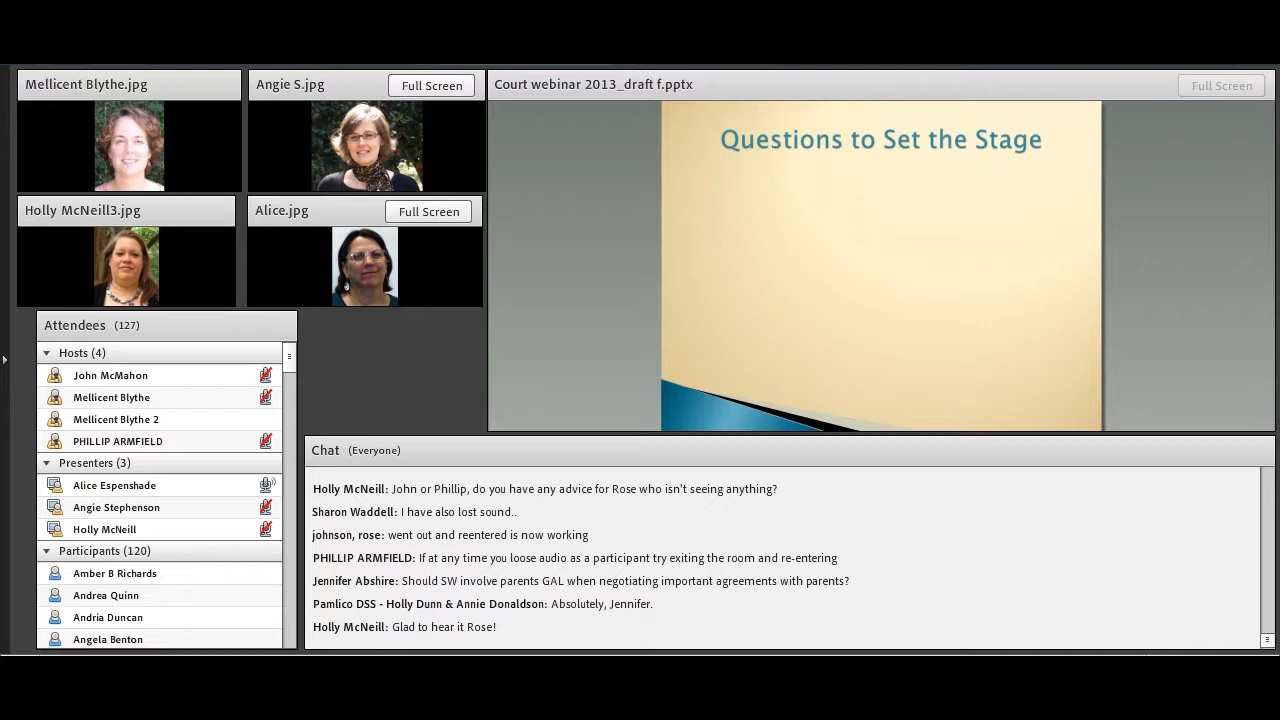 Mellicent Blythe.jpg
Angie S.jpg
Full Screen
Holly McNeill3.jpg
Alice.jpg
Full Screen
Attendees (127)
Hosts (4)
John McMahon
Mellicent Blythe
Mellicent Blythe 2
PHILLIP ARMFIELD
Presenters (3)
Alice Espenshade
Angie Stephenson
Holly McNeill
Participants (120)
Amber B Richards
Andrea Quinn
Andria Duncan
Angela Benton
Court webinar 2013_draft f.pptx
Full Screen
Questions to Set the Stage
Chat (Everyone)
Holly McNeill: John or Phillip, do you have any advice for Rose who isn't seeing anything?
Sharon Waddell: I have also lost sound..
johnson, rose: went out and reentered is now working
PHILLIP ARMFIELD: If at any time you loose audio as a participant try exiting the room and re-entering
Jennifer Abshire: Should SW involve parents GAL when negotiating important agreements with parents?
Pamlico DSS - Holly Dunn & Annie Donaldson: Absolutely, Jennifer.
Holly McNeill: Glad to hear it Rose!